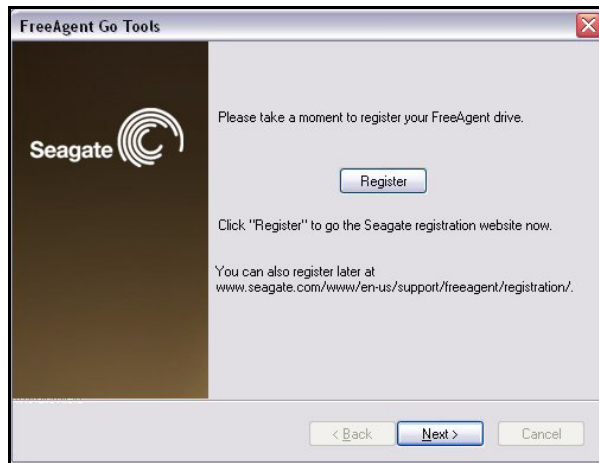 FreeAgent Go Tools
Seagate
Please take a moment to register your FreeAgent drive.
Register
Click "Register" to go the Seagate registration website now.
You can also register later at
www.seagate.com/www/en-us/support/freeagent/registration/.
< Back
Next >
Cancel